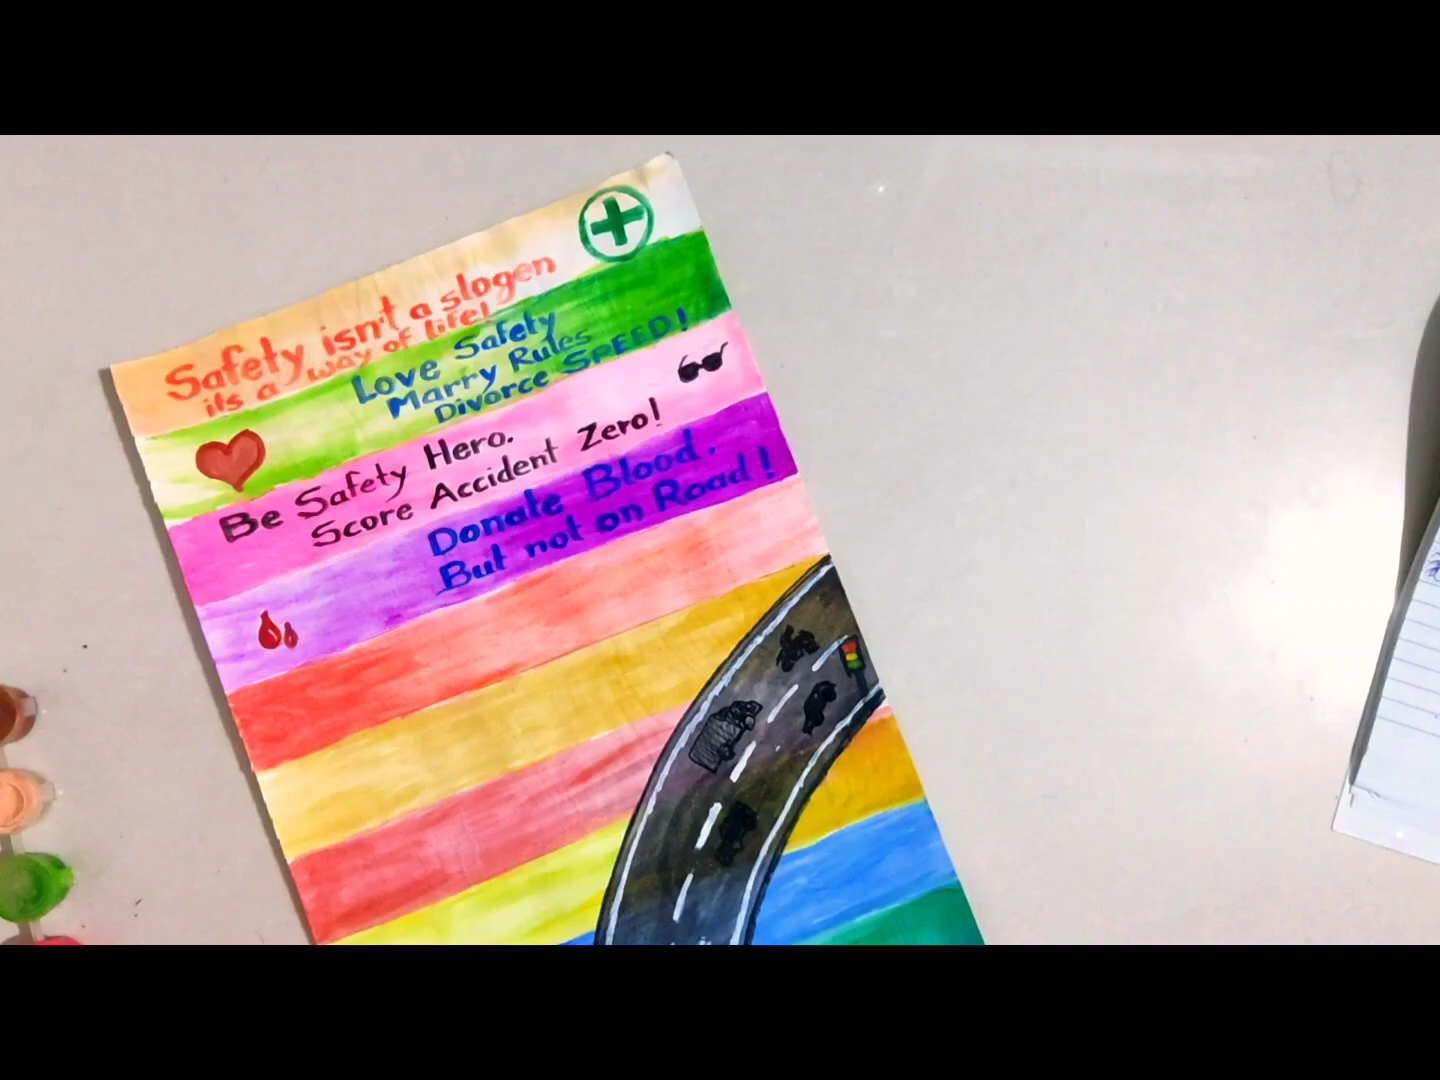 Safety isn't a slogen
its a way of life!
Love Safety
Marry Rules
Divorce SPEED!
Be Safety Hero.
Score Accident Zero!
Donate Blood.
But not on Road!